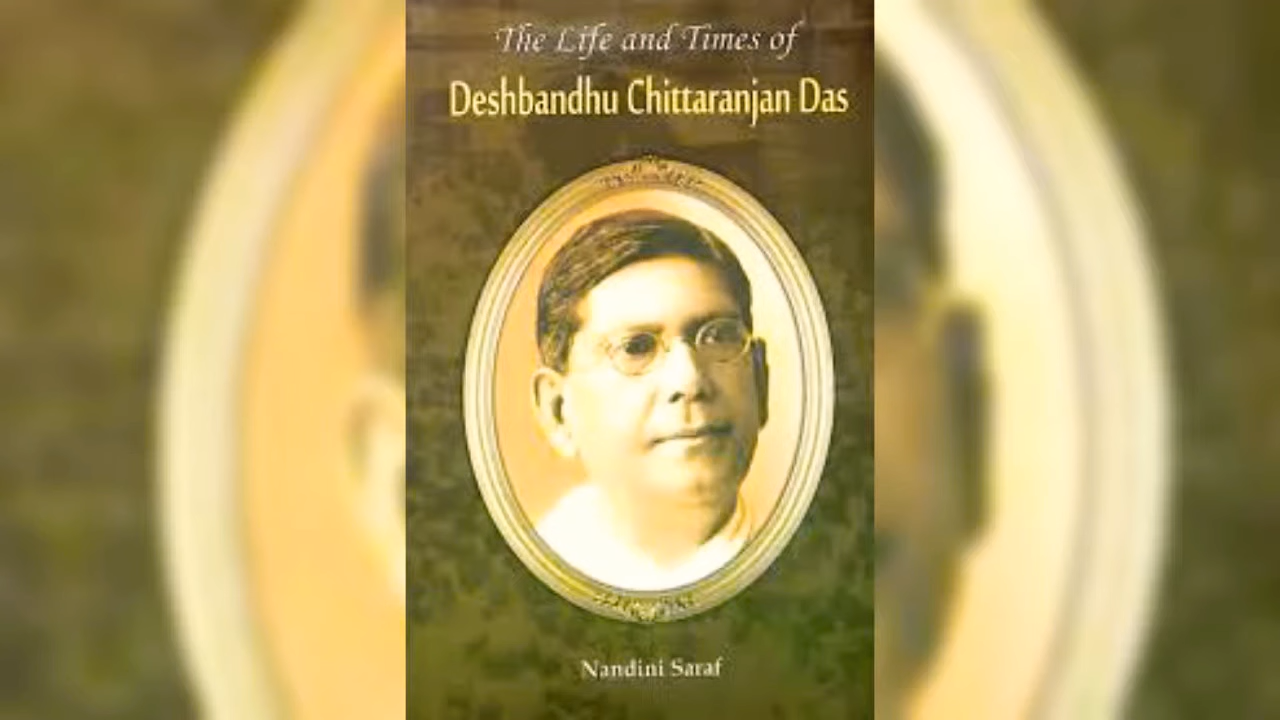 The Life and Times of
Deshbandhu Chittaranjan Das
Nandini Saraf